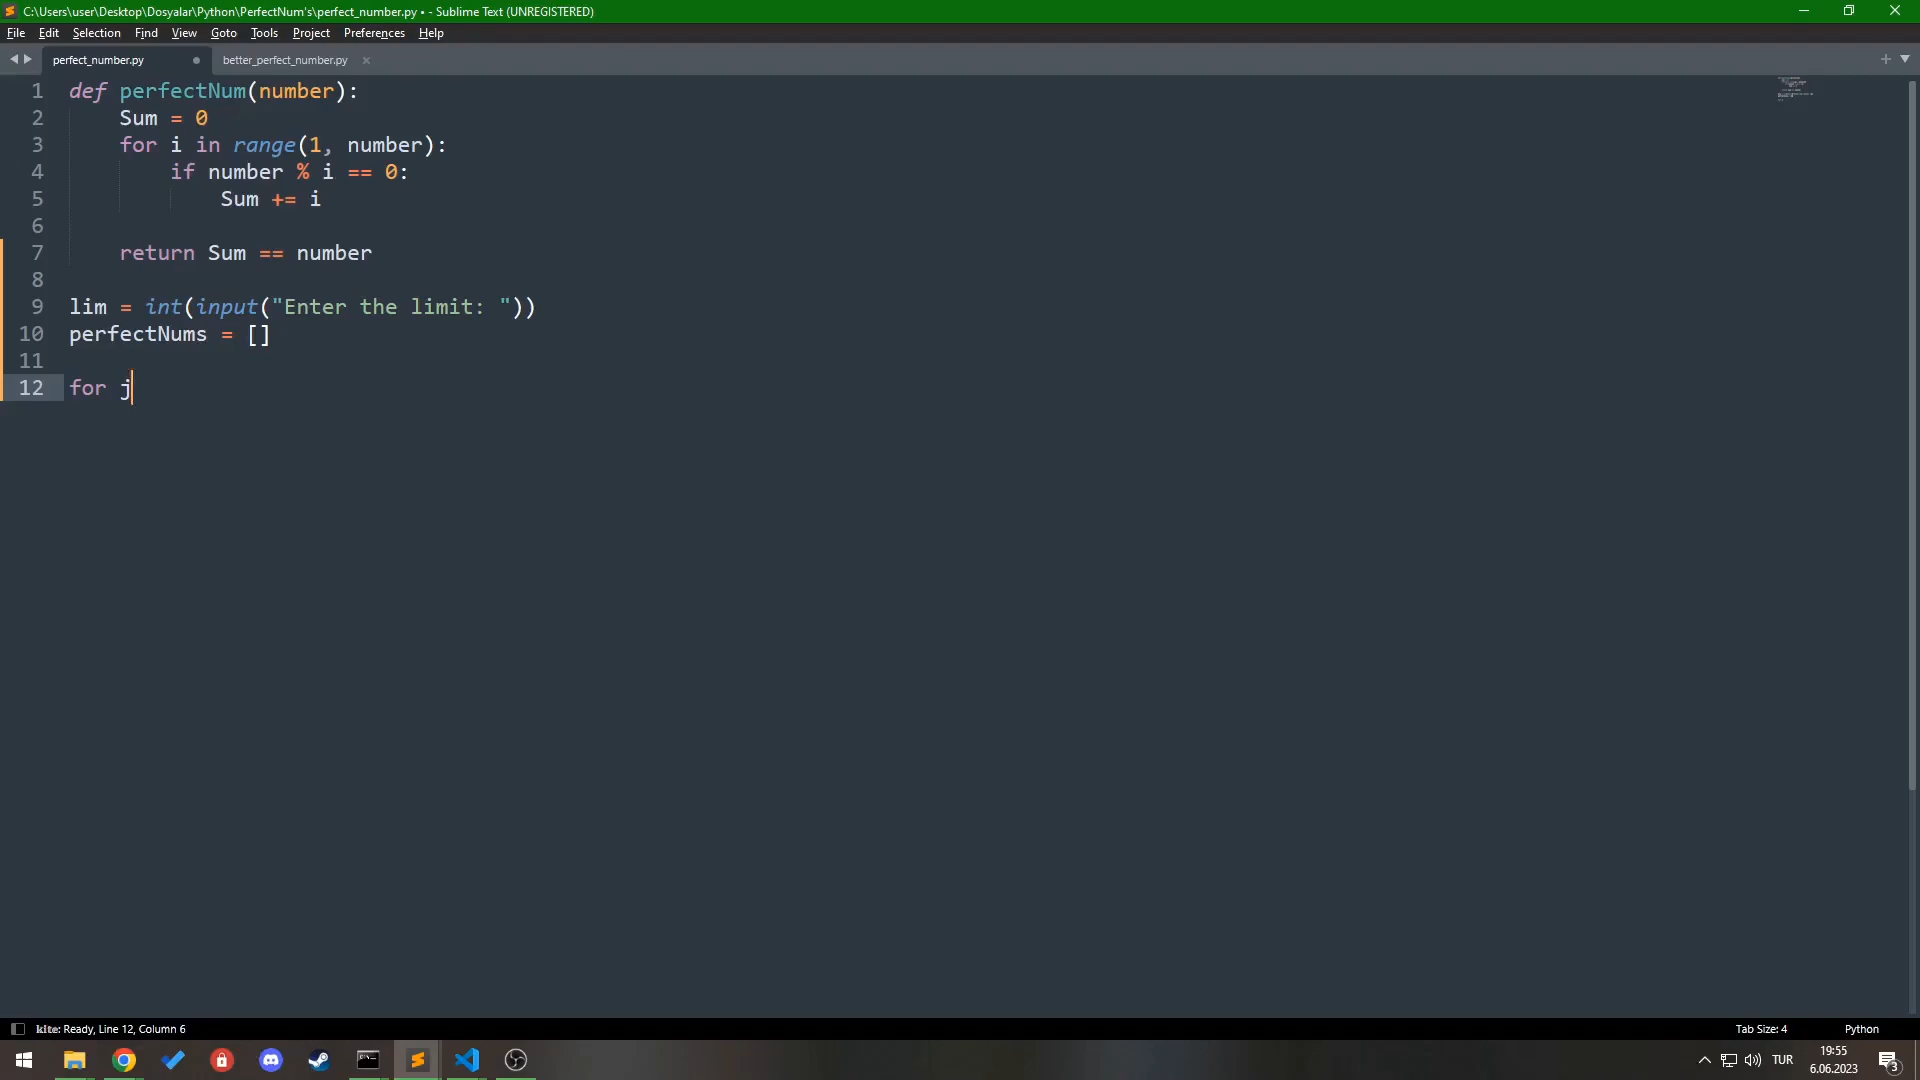 C:\Users\user\Desktop\Dosyalar\Python\PerfectNum's\perfect_number.py • - Sublime Text (UNREGISTERED)
File Edit Selection Find View Goto Tools Project Preferences Help
perfect_number.py better_perfect_number.py
1 def perfectNum(number):
2 Sum = 0
3 for i in range(1, number):
4 if number % i == 0:
5 Sum += i
6
7 return Sum == number
8
9 lim = int(input("Enter the limit: "))
10 perfectNums = []
11
12 for j
kite: Ready, Line 12, Column 6 Tab Size: 4 Python
TUR 19:55 3
6.06.2023